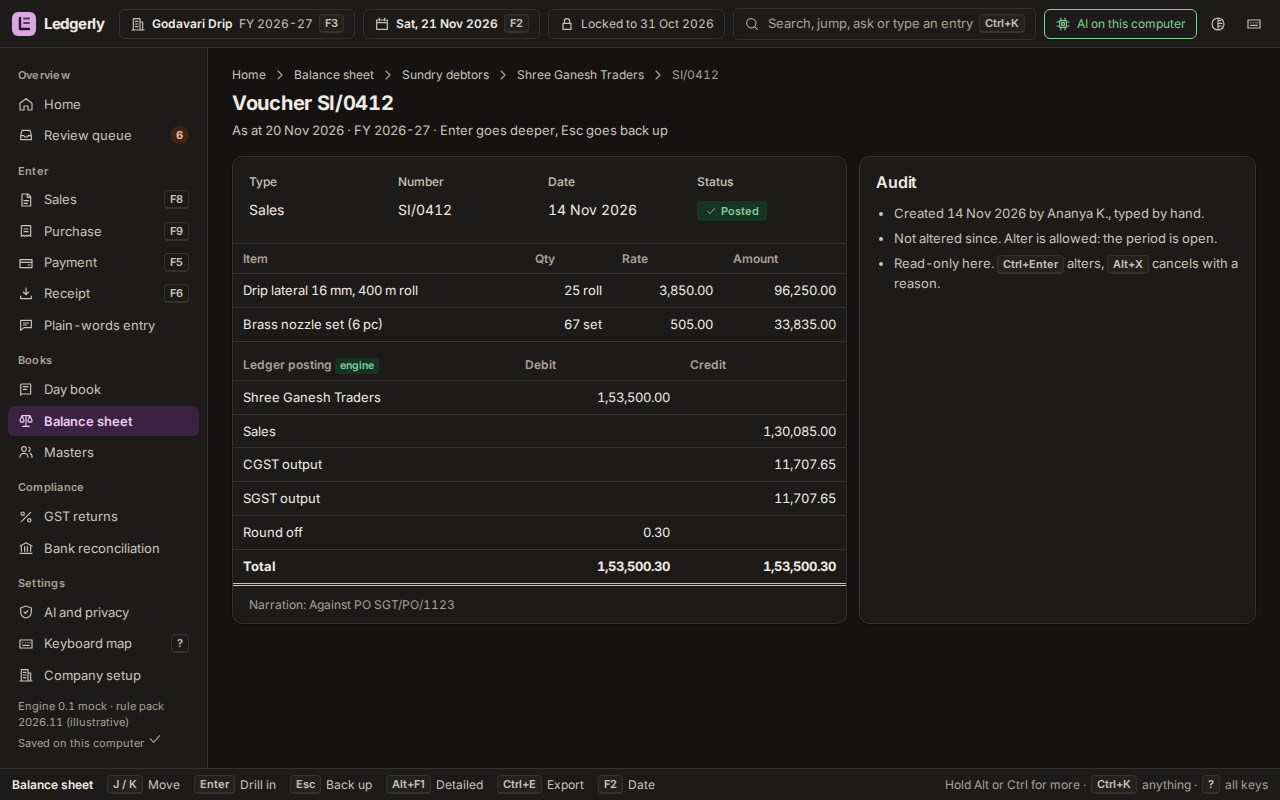 Ledgerly Godavari Drip FY 2026-27 F3 Sat, 21 Nov 2026 F2 Locked to 31 Oct 2026 Search, jump, ask or type an entry Ctrl+K AI on this computer
Overview
Home
Review queue 6
Enter
Sales F8
Purchase F9
Payment F5
Receipt F6
Plain-words entry
Books
Day book
Balance sheet
Masters
Compliance
GST returns
Bank reconciliation
Settings
AI and privacy
Keyboard map ?
Company setup
Engine 0.1 mock · rule pack
2026.11 (illustrative)
Saved on this computer
Home > Balance sheet > Sundry debtors > Shree Ganesh Traders > SI/0412
Voucher SI/0412
As at 20 Nov 2026 · FY 2026-27 · Enter goes deeper, Esc goes back up
Type Number Date Status
Sales SI/0412 14 Nov 2026 Posted
Item Qty Rate Amount
Drip lateral 16 mm, 400 m roll 25 roll 3,850.00 96,250.00
Brass nozzle set (6 pc) 67 set 505.00 33,835.00
Ledger posting engine Debit Credit
Shree Ganesh Traders 1,53,500.00
Sales 1,30,085.00
CGST output 11,707.65
SGST output 11,707.65
Round off 0.30
Total 1,53,500.30 1,53,500.30
Narration: Against PO SGT/PO/1123
Audit
• Created 14 Nov 2026 by Ananya K., typed by hand.
• Not altered since. Alter is allowed: the period is open.
• Read-only here. Ctrl+Enter alters, Alt+X cancels with a
reason.
Balance sheet J / K Move Enter Drill in Esc Back up Alt+F1 Detailed Ctrl+E Export F2 Date Hold Alt or Ctrl for more · Ctrl+K anything · ? all keys